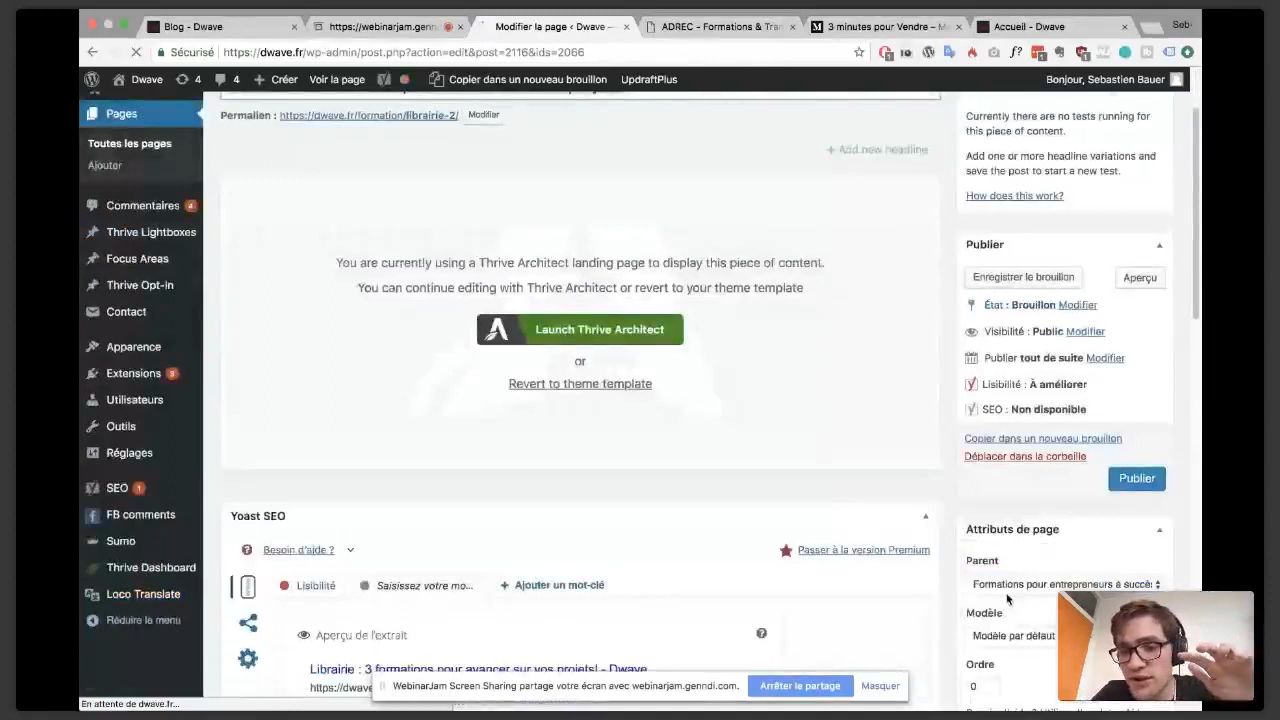 Blog - Dwave
https://webinarjam.genndi
Modifier la page ‹ Dwave —
ADREC - Formations & Tran
3 minutes pour Vendre – M
Accueil - Dwave
Seb
Sécurisé
https://dwave.fr/wp-admin/post.php?action=edit&post=2116&ids=2066
Dwave
4
4
Créer
Voir la page
Copier dans un nouveau brouillon
UpdraftPlus
Bonjour, Sebastien Bauer
Pages
Toutes les pages
Ajouter
Commentaires 4
Thrive Lightboxes
Focus Areas
Thrive Opt-in
Contact
Apparence
Extensions 3
Utilisateurs
Outils
Réglages
SEO 1
FB comments
Sumo
Thrive Dashboard
Loco Translate
Réduire le menu
Permalien : https://dwave.fr/formation/librairie-2/ Modifier
+ Add new headline
You are currently using a Thrive Architect landing page to display this piece of content.
You can continue editing with Thrive Architect or revert to your theme template
Launch Thrive Architect
or
Revert to theme template
Yoast SEO
Besoin d'aide ?
Passer à la version Premium
Lisibilité
Saisissez votre mo...
+ Ajouter un mot-clé
Aperçu de l'extrait
Librairie : 3 formations pour avancer sur vos projets! - Dwave
https://dwave
Currently there are no tests running for
this piece of content.
Add one or more headline variations and
save the post to start a new test.
How does this work?
Publier
Enregistrer le brouillon
Aperçu
État : Brouillon Modifier
Visibilité : Public Modifier
Publier tout de suite Modifier
Lisibilité : À améliorer
SEO : Non disponible
Copier dans un nouveau brouillon
Déplacer dans la corbeille
Publier
Attributs de page
Parent
Formations pour entrepreneurs à succè
Modèle
Modèle par défaut
Ordre
0
WebinarJam Screen Sharing partage votre écran avec webinarjam.genndi.com.
Arrêter le partage
Masquer
En attente de dwave.fr...